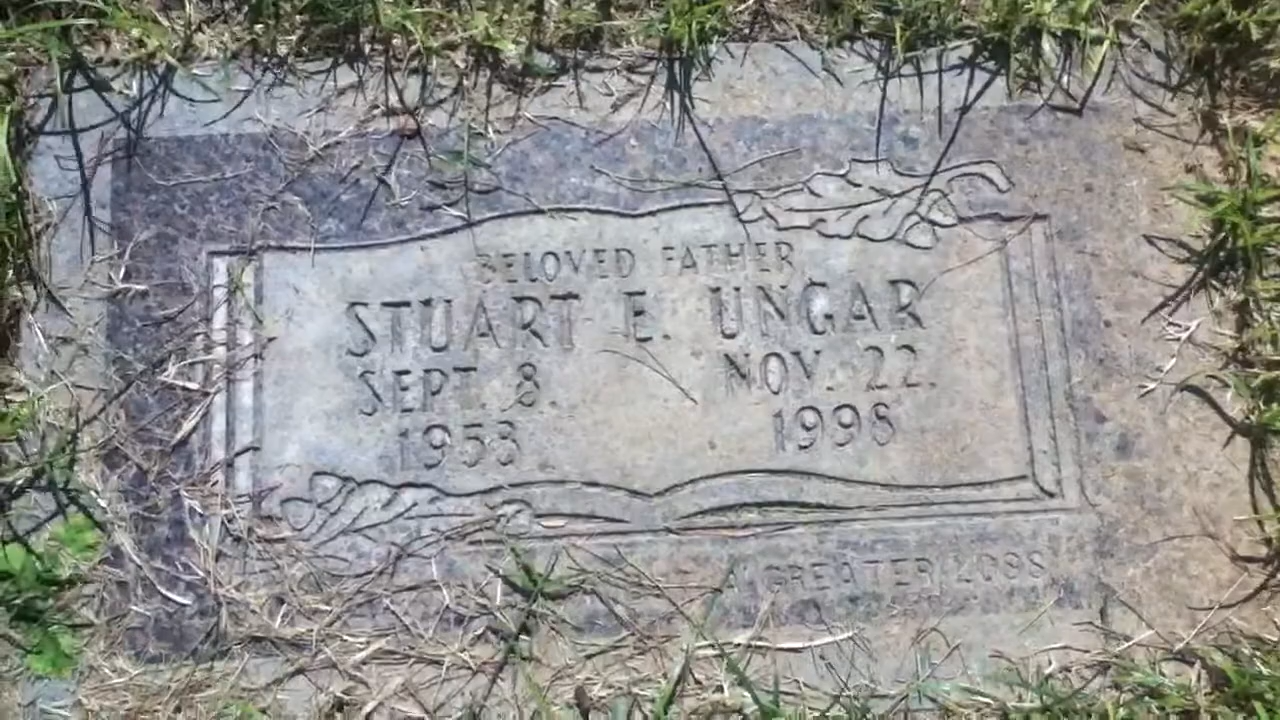 BELOVED FATHER
STUART E. UNGAR
SEPT. 8. NOV. 22.
1953 1998
A GREATER LOSS